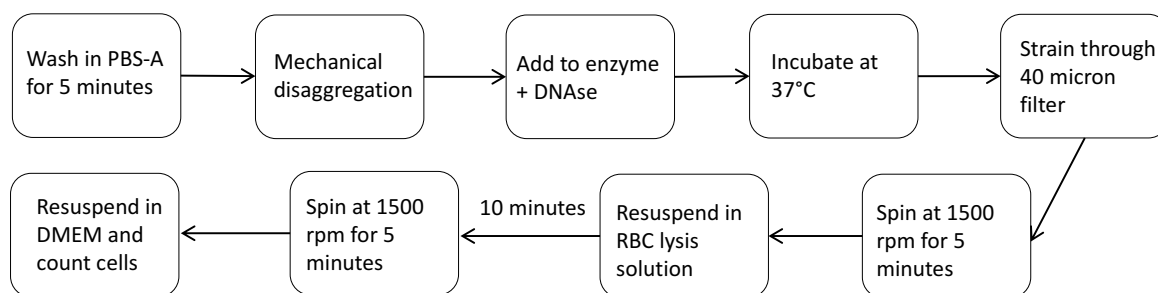 Wash in PBS-A
for 5 minutes
Mechanical
disaggregation
Add to enzyme
+ DNAse
Incubate at
37°C
Strain through
40 micron
filter
Spin at 1500
rpm for 5
minutes
Resuspend in
RBC lysis
solution
10 minutes
Spin at 1500
rpm for 5
minutes
Resuspend in
DMEM and
count cells